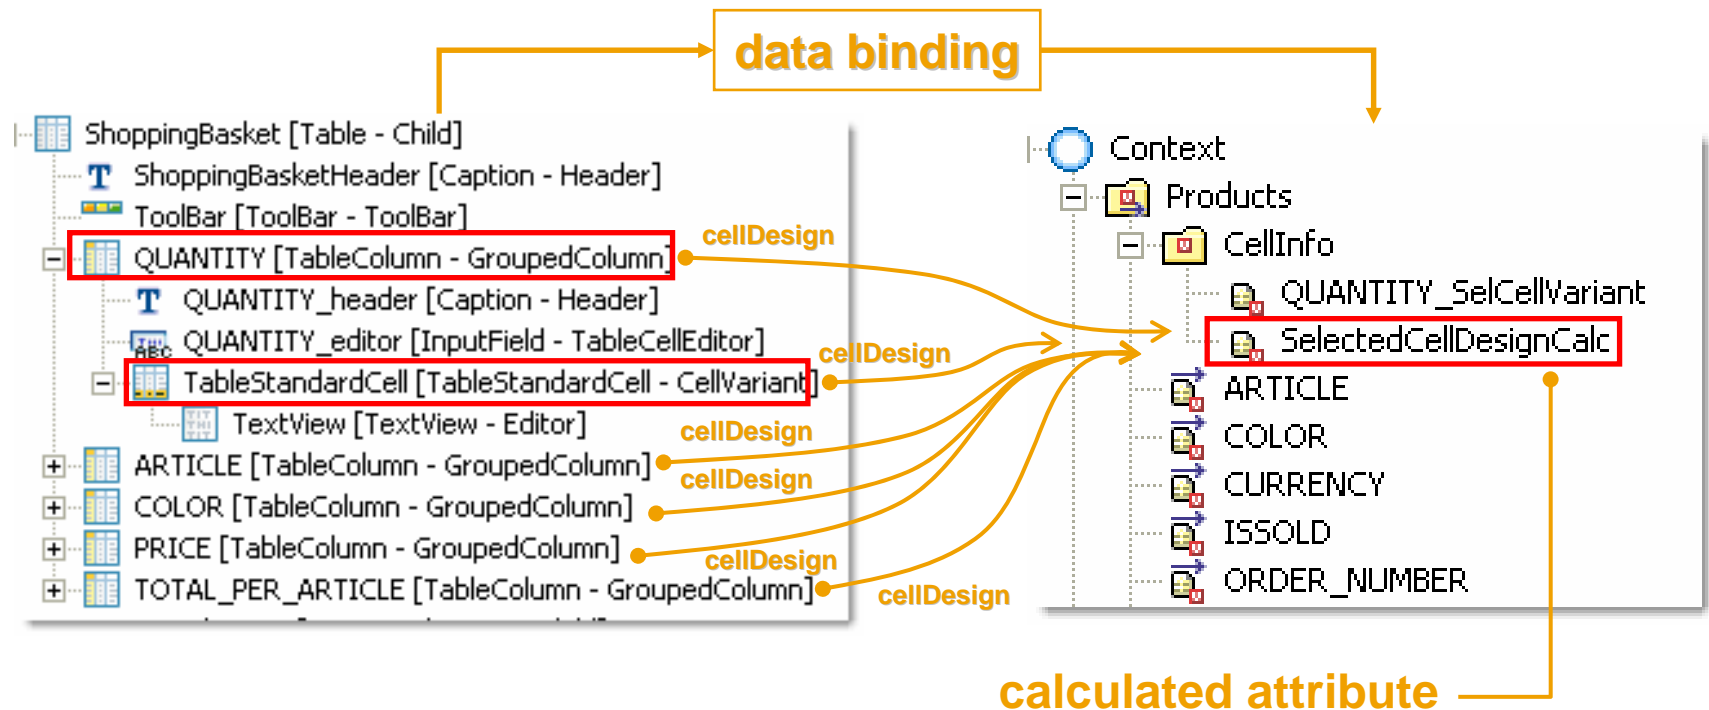 data binding
ShoppingBasket [Table - Child]
ShoppingBasketHeader [Caption - Header]
ToolBar [ToolBar - ToolBar]
QUANTITY [TableColumn - GroupedColumn]
cellDesign
QUANTITY_header [Caption - Header]
QUANTITY_editor [InputField - TableCellEditor]
cellDesign
TableStandardCell [TableStandardCell - CellVariant]
TextView [TextView - Editor]
cellDesign
ARTICLE [TableColumn - GroupedColumn]
cellDesign
COLOR [TableColumn - GroupedColumn]
PRICE [TableColumn - GroupedColumn]
cellDesign
TOTAL_PER_ARTICLE [TableColumn - GroupedColumn]
cellDesign
Context
Products
CellInfo
QUANTITY_SelCellVariant
SelectedCellDesignCalc
ARTICLE
COLOR
CURRENCY
ISSOLD
ORDER_NUMBER
calculated attribute